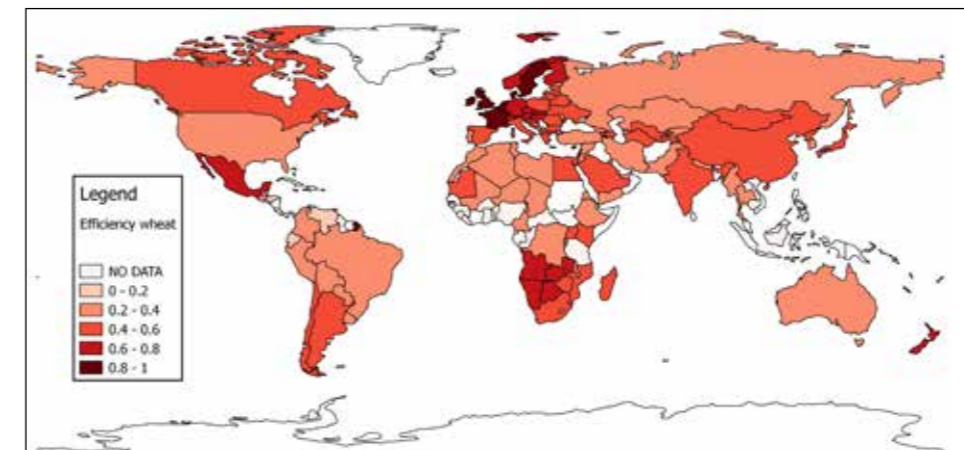 Legend
Efficiency wheat
NO DATA
0 - 0.2
0.2 - 0.4
0.4 - 0.6
0.6 - 0.8
0.8 - 1